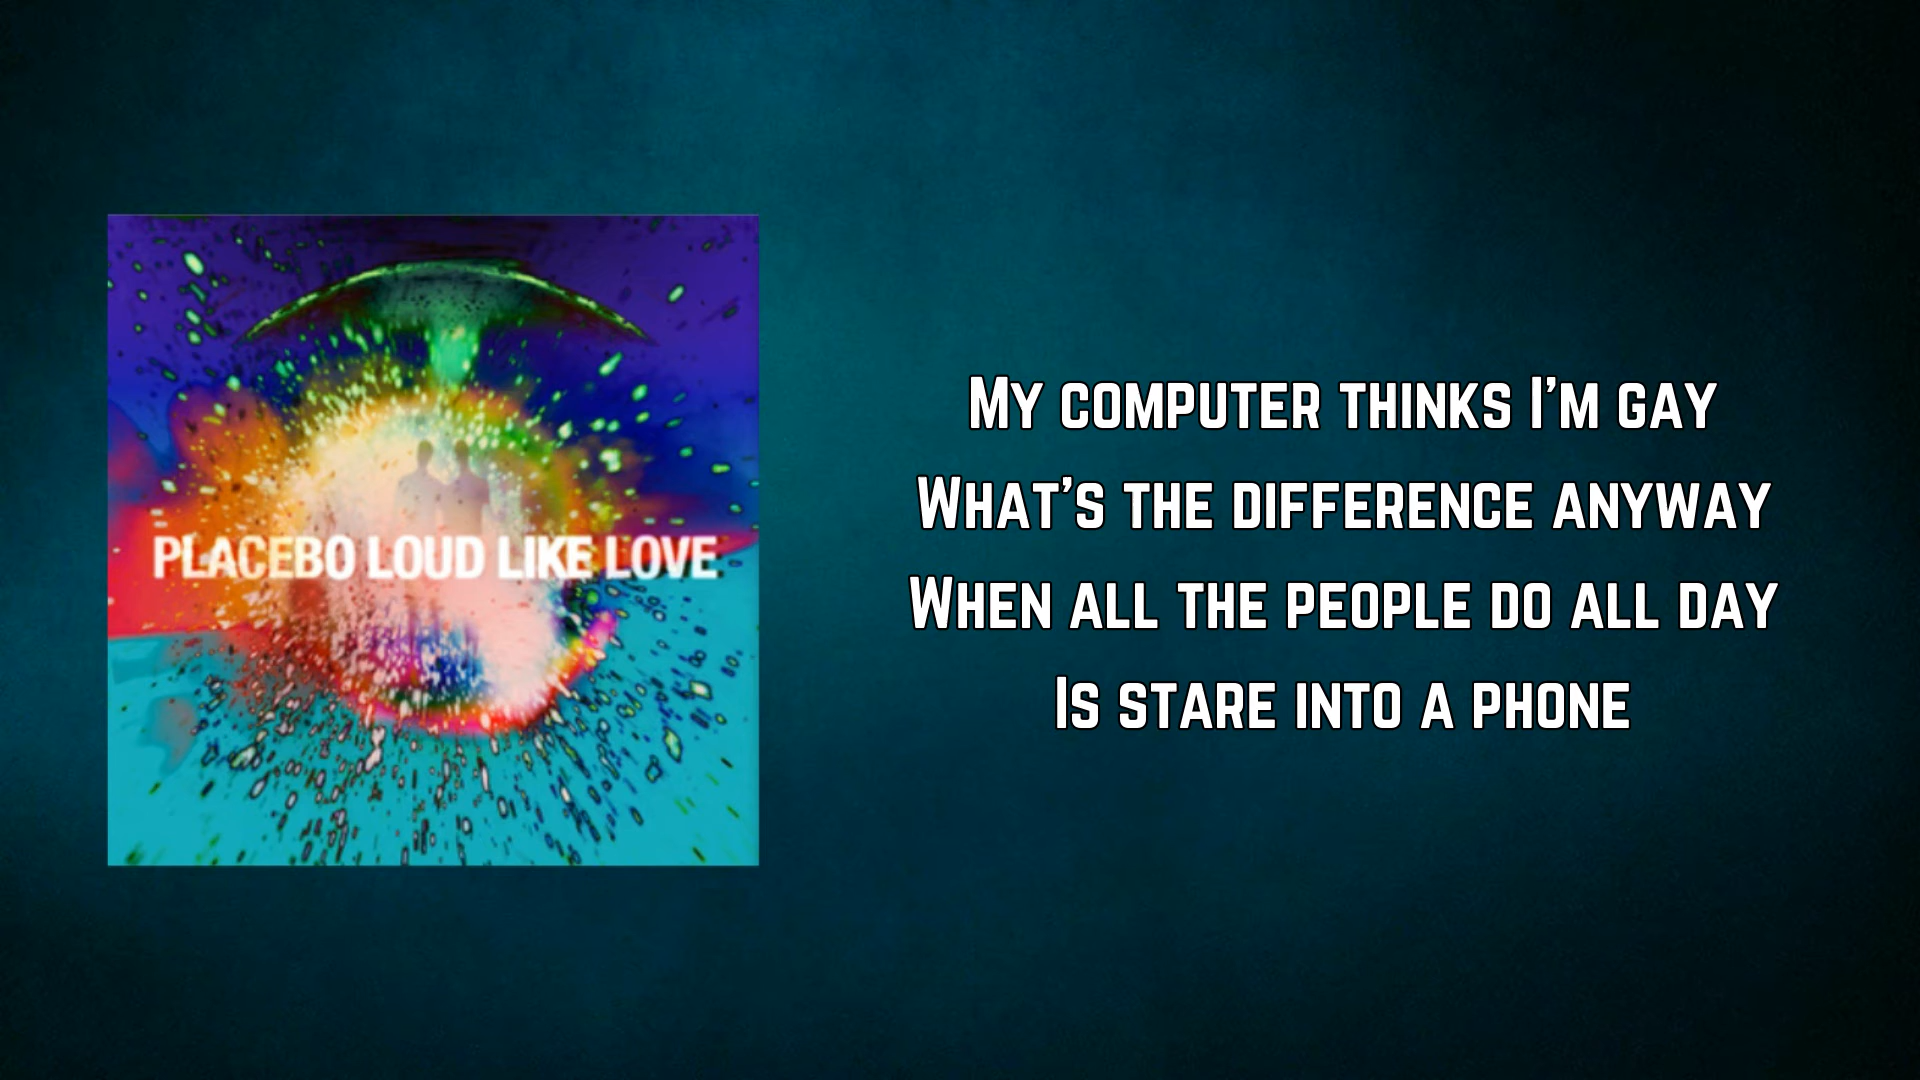 PLACEBO LOUD LIKE LOVE
My computer thinks I'm gay
What's the difference anyway
When all the people do all day
Is stare into a phone